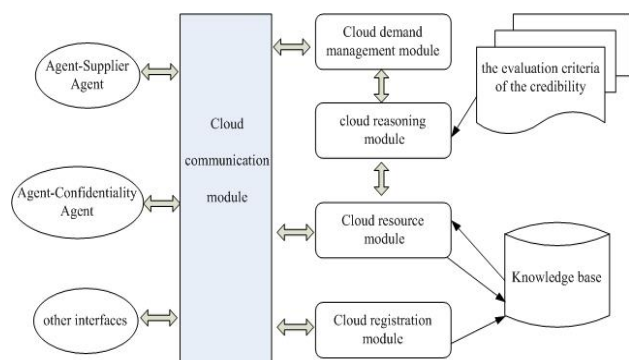 Agent-Supplier
Agent
Agent-Confidentiality
Agent
other interfaces
Cloud
communication
module
Cloud demand
management module
cloud reasoning
module
Cloud resource
module
Cloud registration
module
the evaluation criteria
of the credibility
Knowledge base